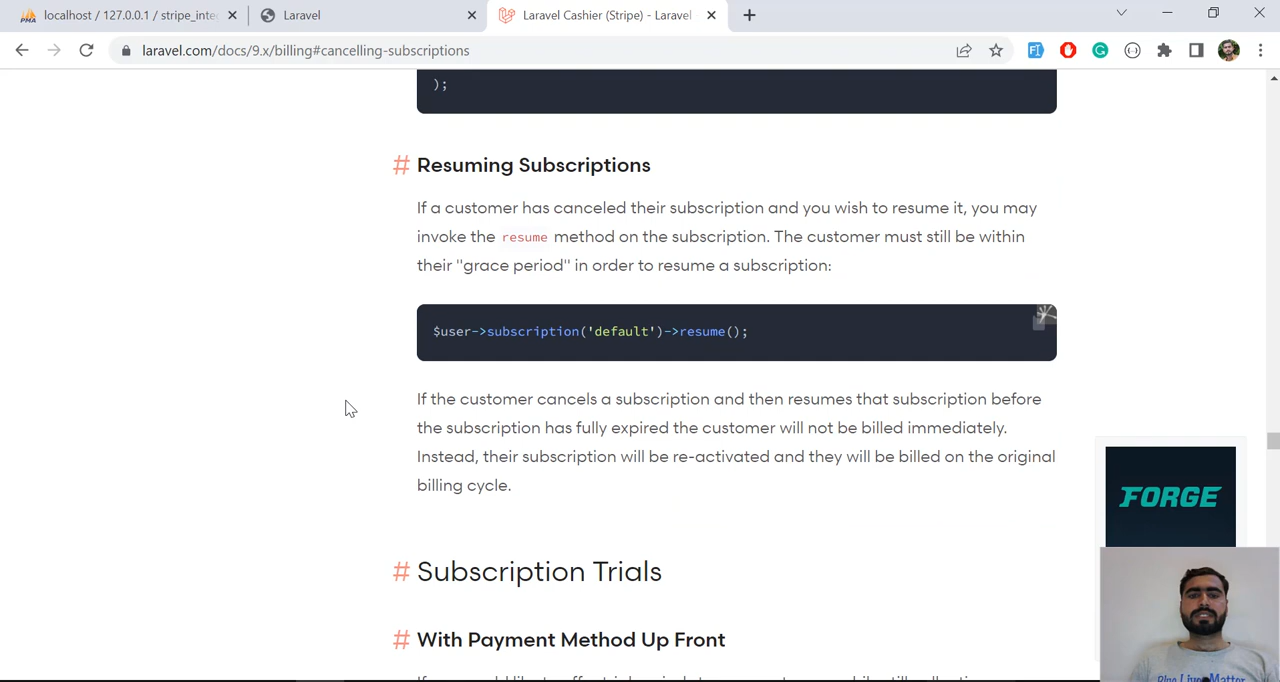 localhost / 127.0.0.1 / stripe_inte
Laravel
Laravel Cashier (Stripe) - Laravel
laravel.com/docs/9.x/billing#cancelling-subscriptions
);
# Resuming Subscriptions
If a customer has canceled their subscription and you wish to resume it, you may
invoke the resume method on the subscription. The customer must still be within
their "grace period" in order to resume a subscription:
$user->subscription('default')->resume();
If the customer cancels a subscription and then resumes that subscription before
the subscription has fully expired the customer will not be billed immediately.
Instead, their subscription will be re-activated and they will be billed on the original
billing cycle.
FORGE
# Subscription Trials
# With Payment Method Up Front